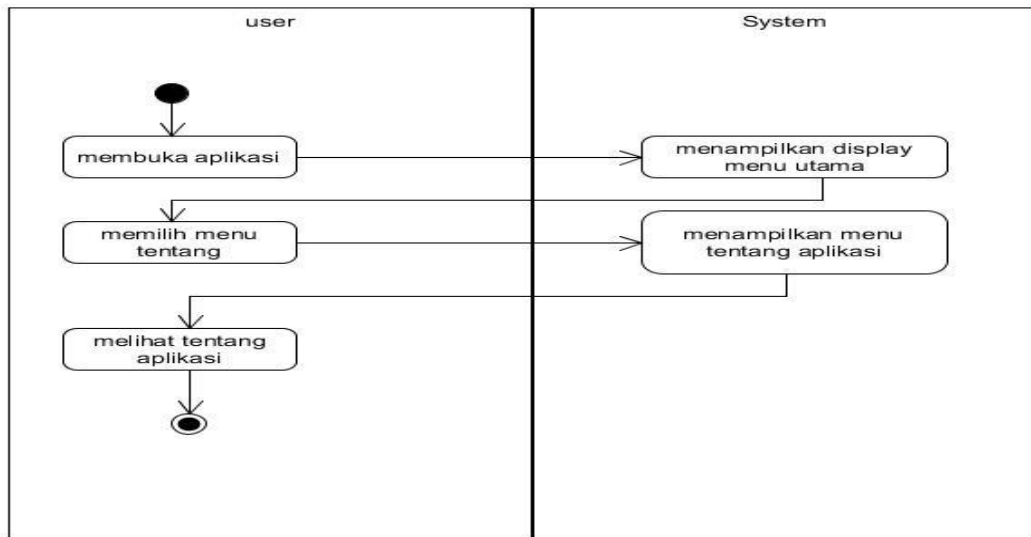 user
System
membuka aplikasi
menampilkan display
menu utama
memilih menu
tentang
menampilkan menu
tentang aplikasi
melihat tentang
aplikasi